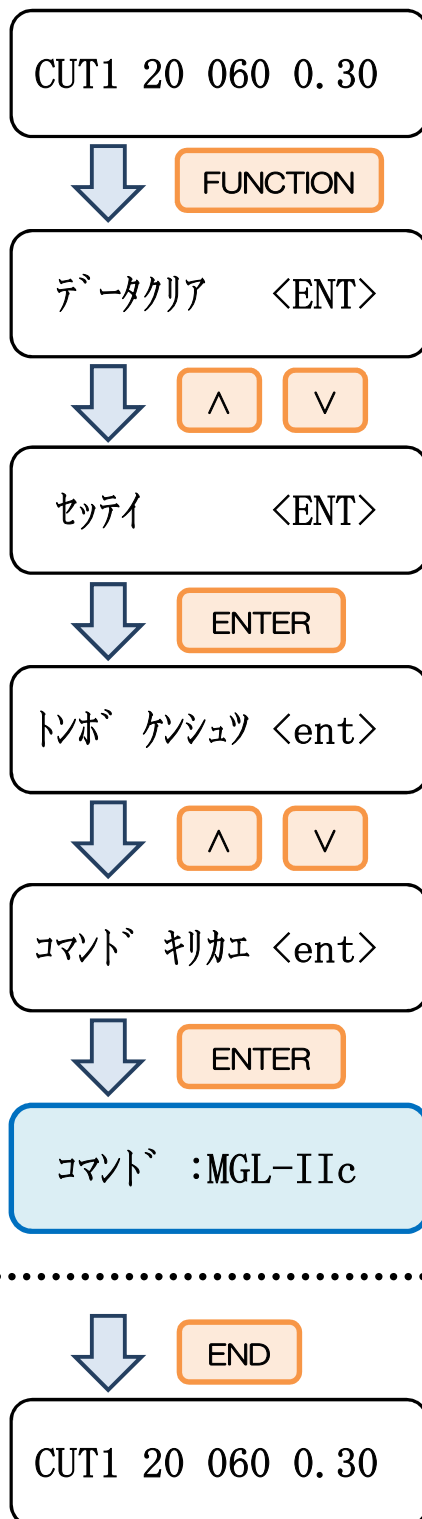 CUT1 20 060 0.30
FUNCTION
ﾃﾞｰﾀｸﾘｱ <ENT>
∧ ∨
ｾｯﾃｲ <ENT>
ENTER
ﾄﾝﾎﾞ ｹﾝｼｭﾂ <ent>
∧ ∨
ｺﾏﾝﾄﾞ ｷﾘｶｴ <ent>
ENTER
ｺﾏﾝﾄﾞ :MGL-IIc
END
CUT1 20 060 0.30